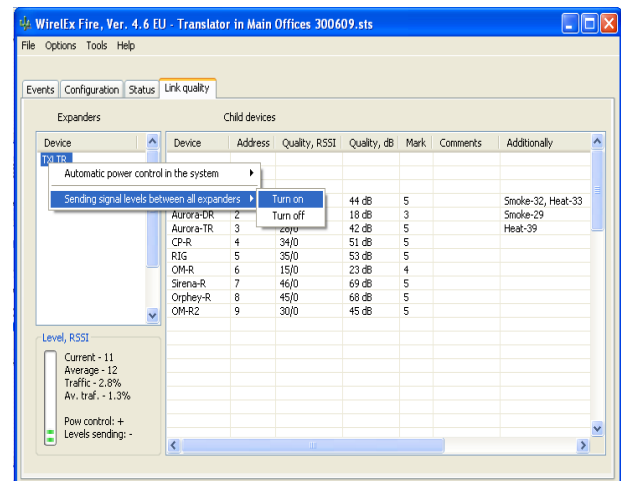 WirelEx Fire, Ver. 4.6 EU - Translator in Main Offices 300609.sts
File Options Tools Help
Events Configuration Status Link quality
Expanders Child devices
Device Device Address Quality, RSSI Quality, dB Mark Comments Additionally
TXLTR
Automatic power control in the system
Sending signal levels between all expanders Turn on 44 dB 5 Smoke-32, Heat-33
Aurora-DR 2 Turn off 18 dB 3 Smoke-29
Aurora-TR 3 42 dB 5 Heat-39
CP-R 4 34/0 51 dB 5
RIG 5 35/0 53 dB 5
OM-R 6 15/0 23 dB 4
Sirena-R 7 46/0 69 dB 5
Orphey-R 8 45/0 68 dB 5
OM-R2 9 30/0 45 dB 5
Level, RSSI
Current - 11
Average - 12
Traffic - 2.8%
Av. traf. - 1.3%
Pow control: +
Levels sending: -